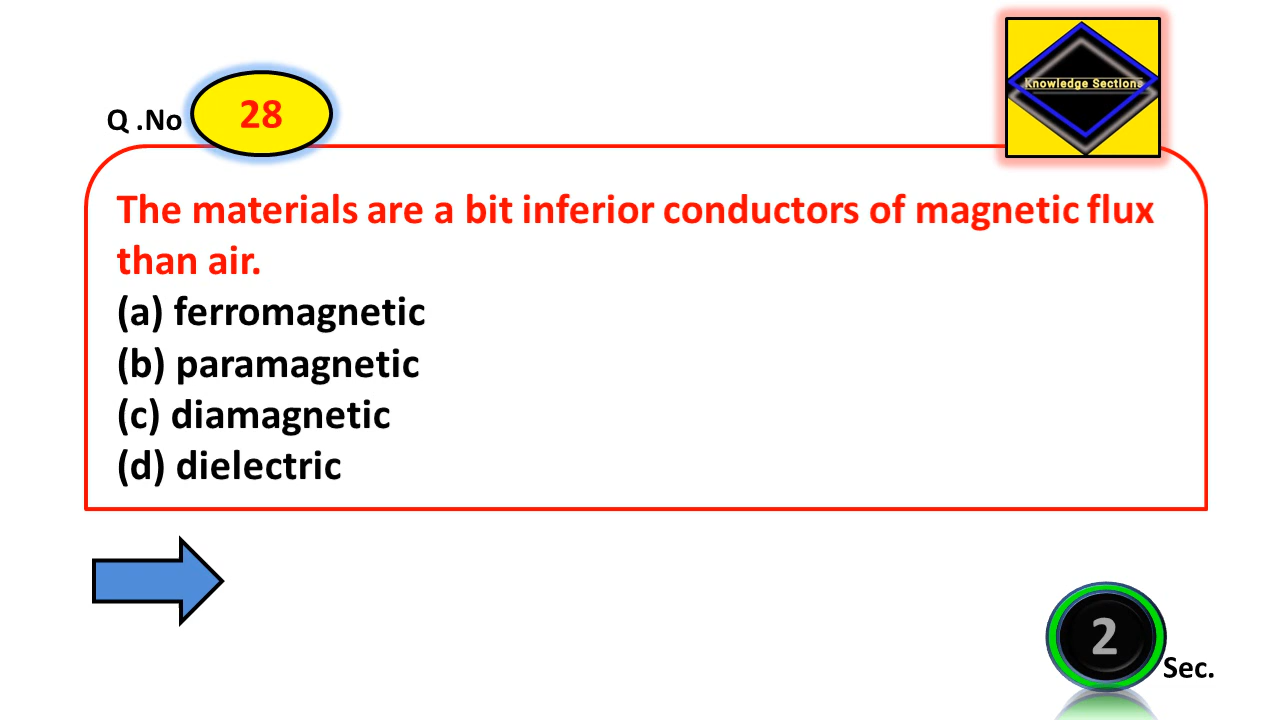 Q .No 28
Knowledge Sections
The materials are a bit inferior conductors of magnetic flux
than air.
(a) ferromagnetic
(b) paramagnetic
(c) diamagnetic
(d) dielectric
2 Sec.